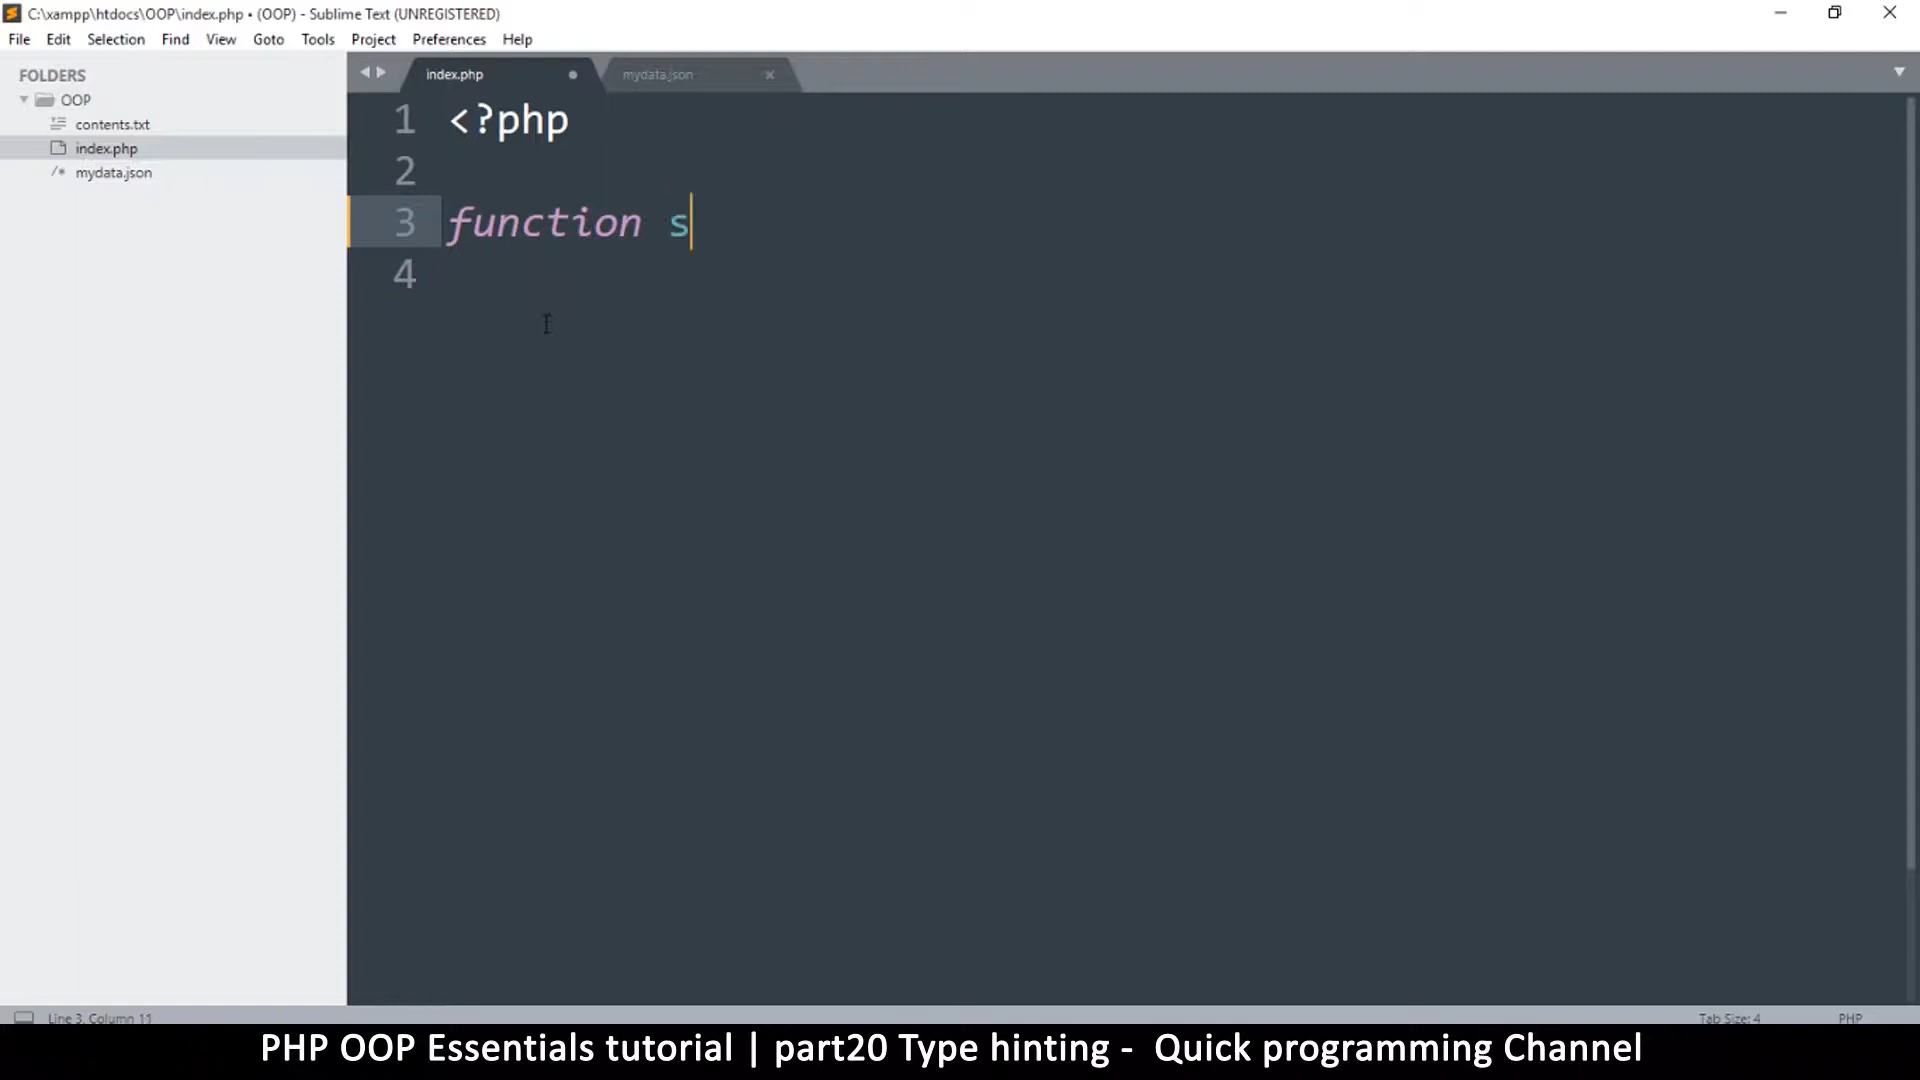 C:\xampp\htdocs\OOP\index.php • (OOP) - Sublime Text (UNREGISTERED)
File Edit Selection Find View Goto Tools Project Preferences Help
FOLDERS
OOP
contents.txt
index.php
mydata.json
index.php
mydata.json
1 <?php
2
3 function s
4
Line 3, Column 11
Tab Size: 4
PHP
PHP OOP Essentials tutorial | part20 Type hinting - Quick programming Channel